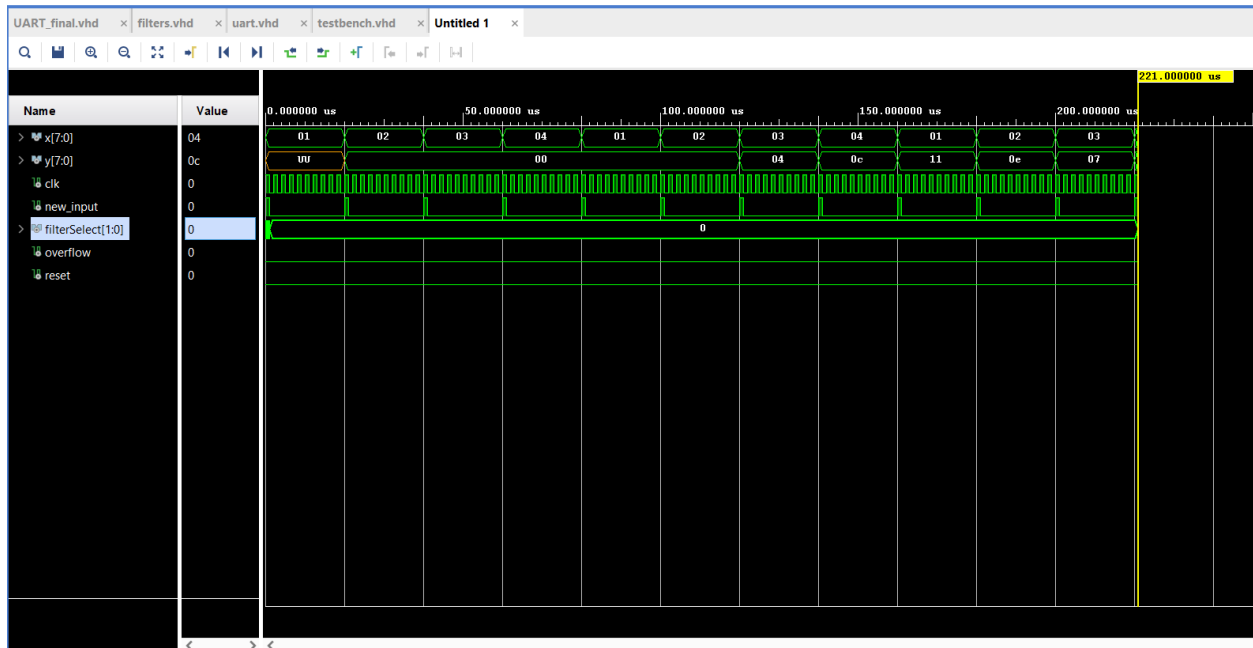 UART_final.vhd × filters.vhd × uart.vhd × testbench.vhd × Untitled 1 ×
221.000000 us
Name Value 0.000000 us 50.000000 us 100.000000 us 150.000000 us 200.000000 us
> x[7:0] 04 01 02 03 04 01 02 03 04 01 02 03
> y[7:0] 0c UU 00 04 0c 11 0e 07
clk 0
new_input 0
> filterSelect[1:0] 0 0
overflow 0
reset 0